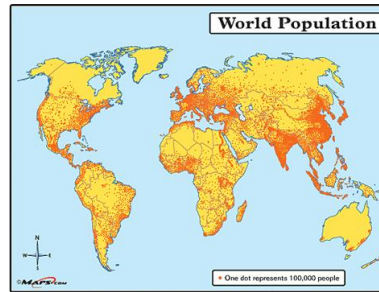 World Population
N
W E
S
One dot represents 100,000 people
©MAPS.com